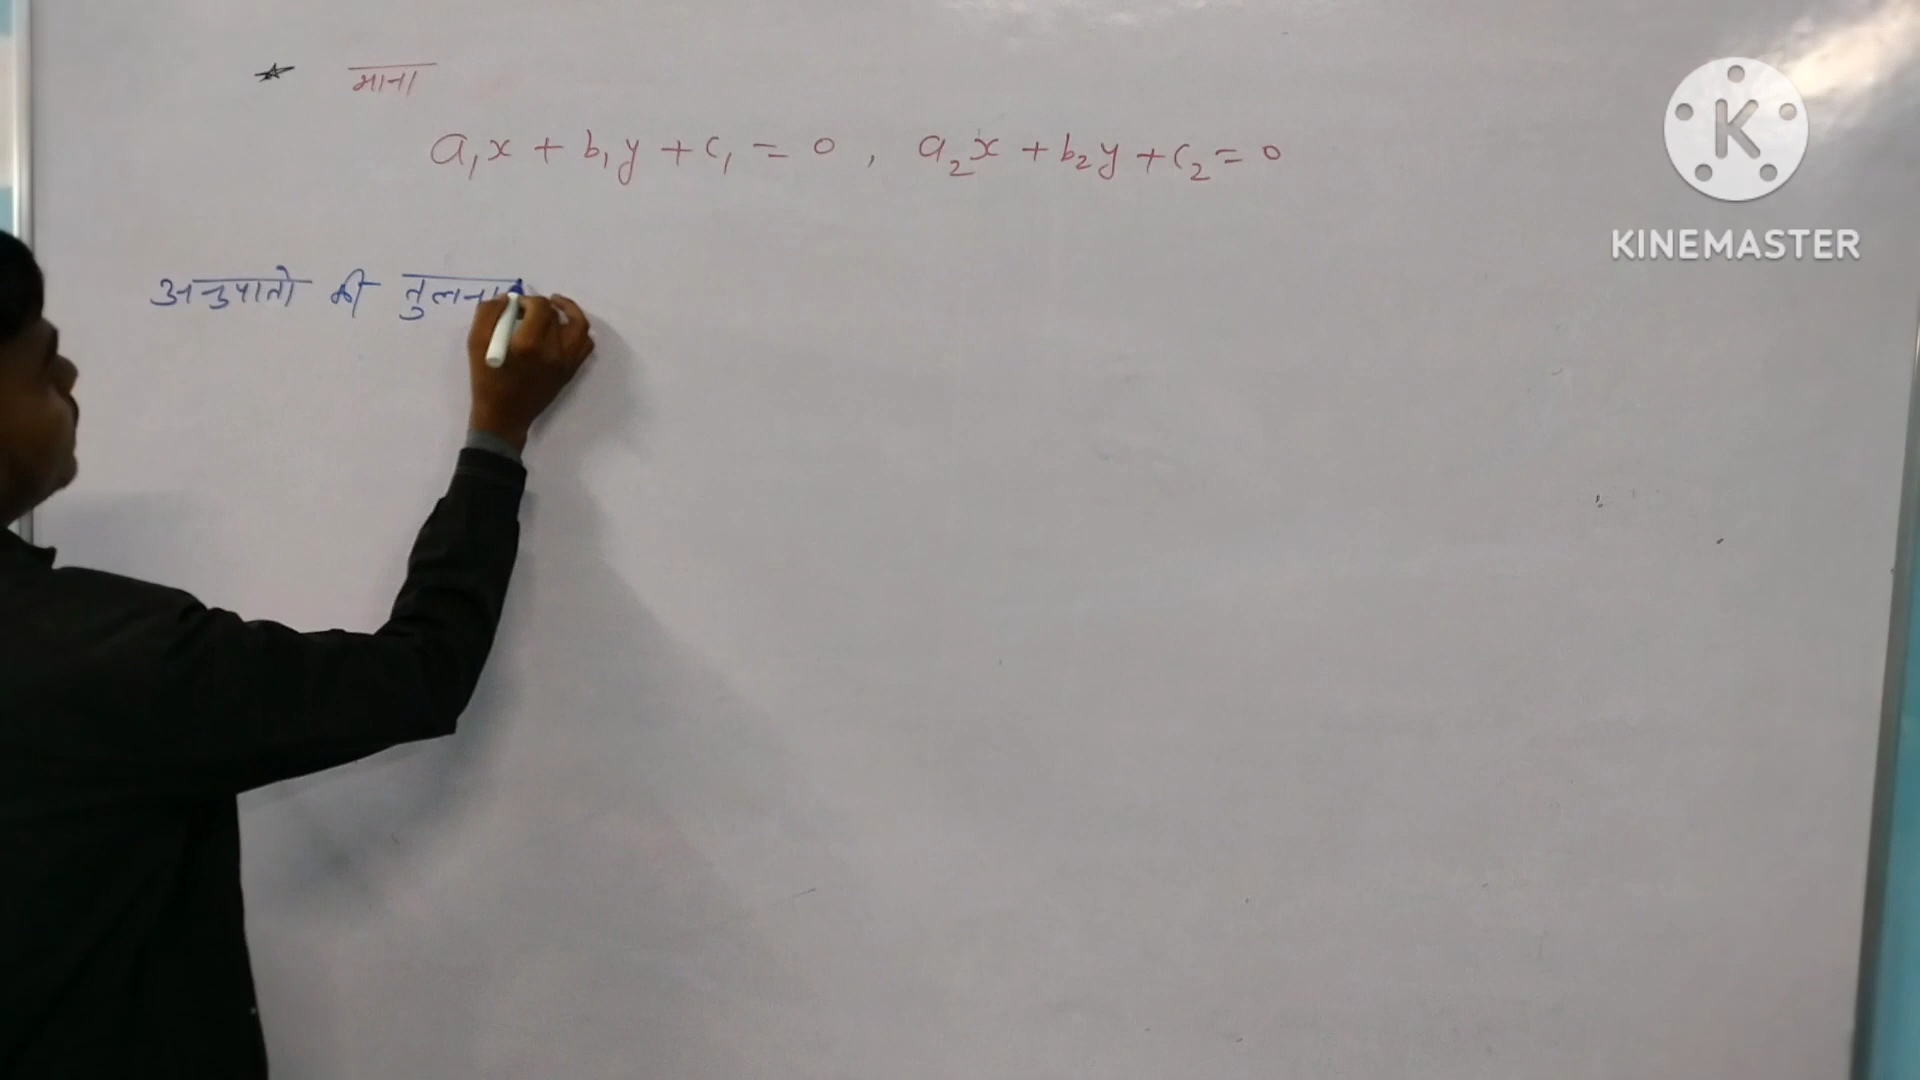 * माना
a₁x + b₁y + c₁ = 0 , a₂x + b₂y + c₂ = 0
अनुपातो की तुलना
K
KINEMASTER